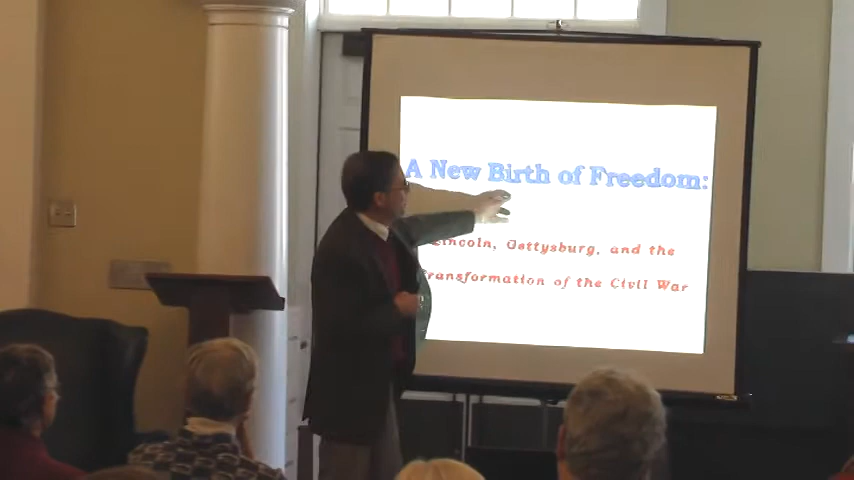 A New Birth of Freedom:
Lincoln, Gettysburg, and the
Transformation of the Civil War